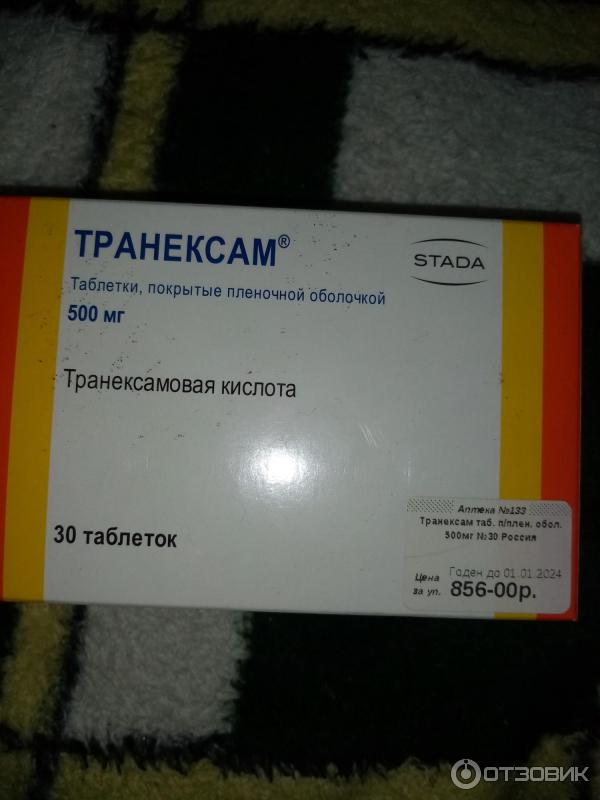 ТРАНЕКСАМ®
STADA
Таблетки, покрытые пленочной оболочкой
500 мг
Транексамовая кислота
30 таблеток
Аптека №133
Транексам таб. п/плен. обол.
500мг №30 Россия
Годен до 01.01.2024
Цена
за уп. 856-00р.
ОТЗОВИК